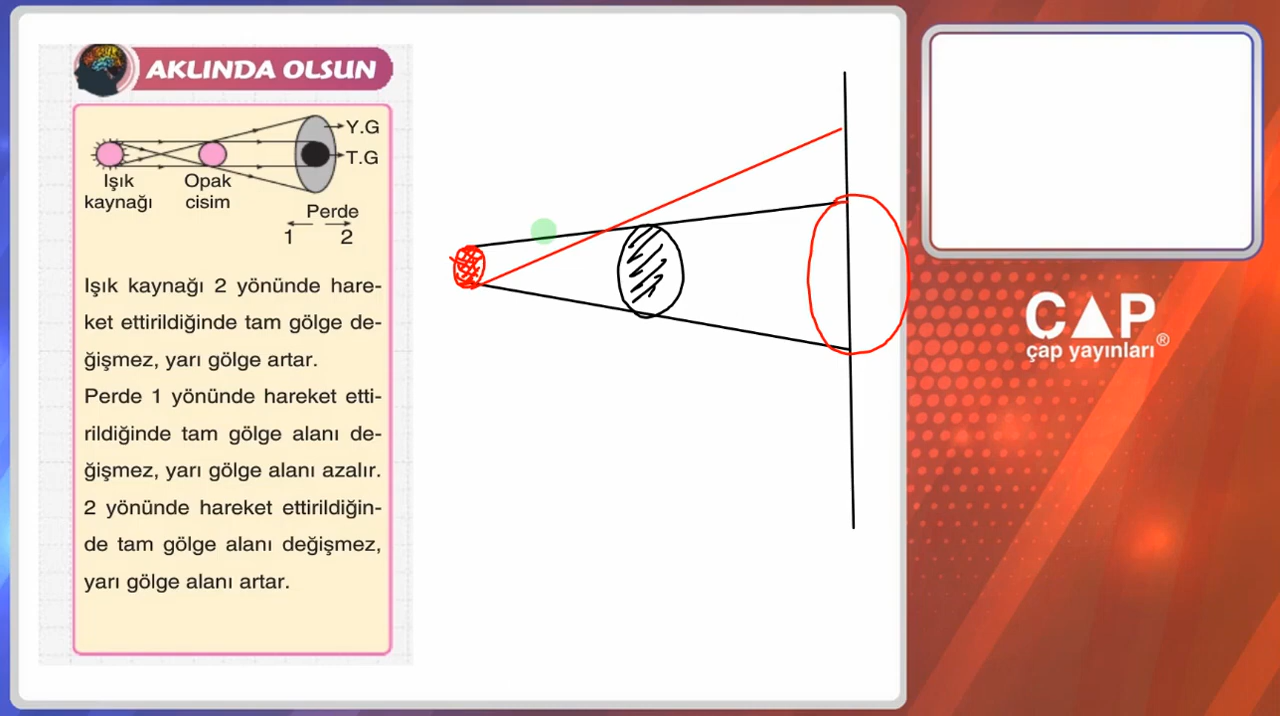 AKLINDA OLSUN
Y.G
T.G
Işık
kaynağı
Opak
cisim
Perde
1 2
Işık kaynağı 2 yönünde hare-
ket ettirildiğinde tam gölge de-
ğişmez, yarı gölge artar.
Perde 1 yönünde hareket etti-
rildiğinde tam gölge alanı de-
ğişmez, yarı gölge alanı azalır.
2 yönünde hareket ettirildiğin-
de tam gölge alanı değişmez,
yarı gölge alanı artar.
ÇAP
çap yayınları®